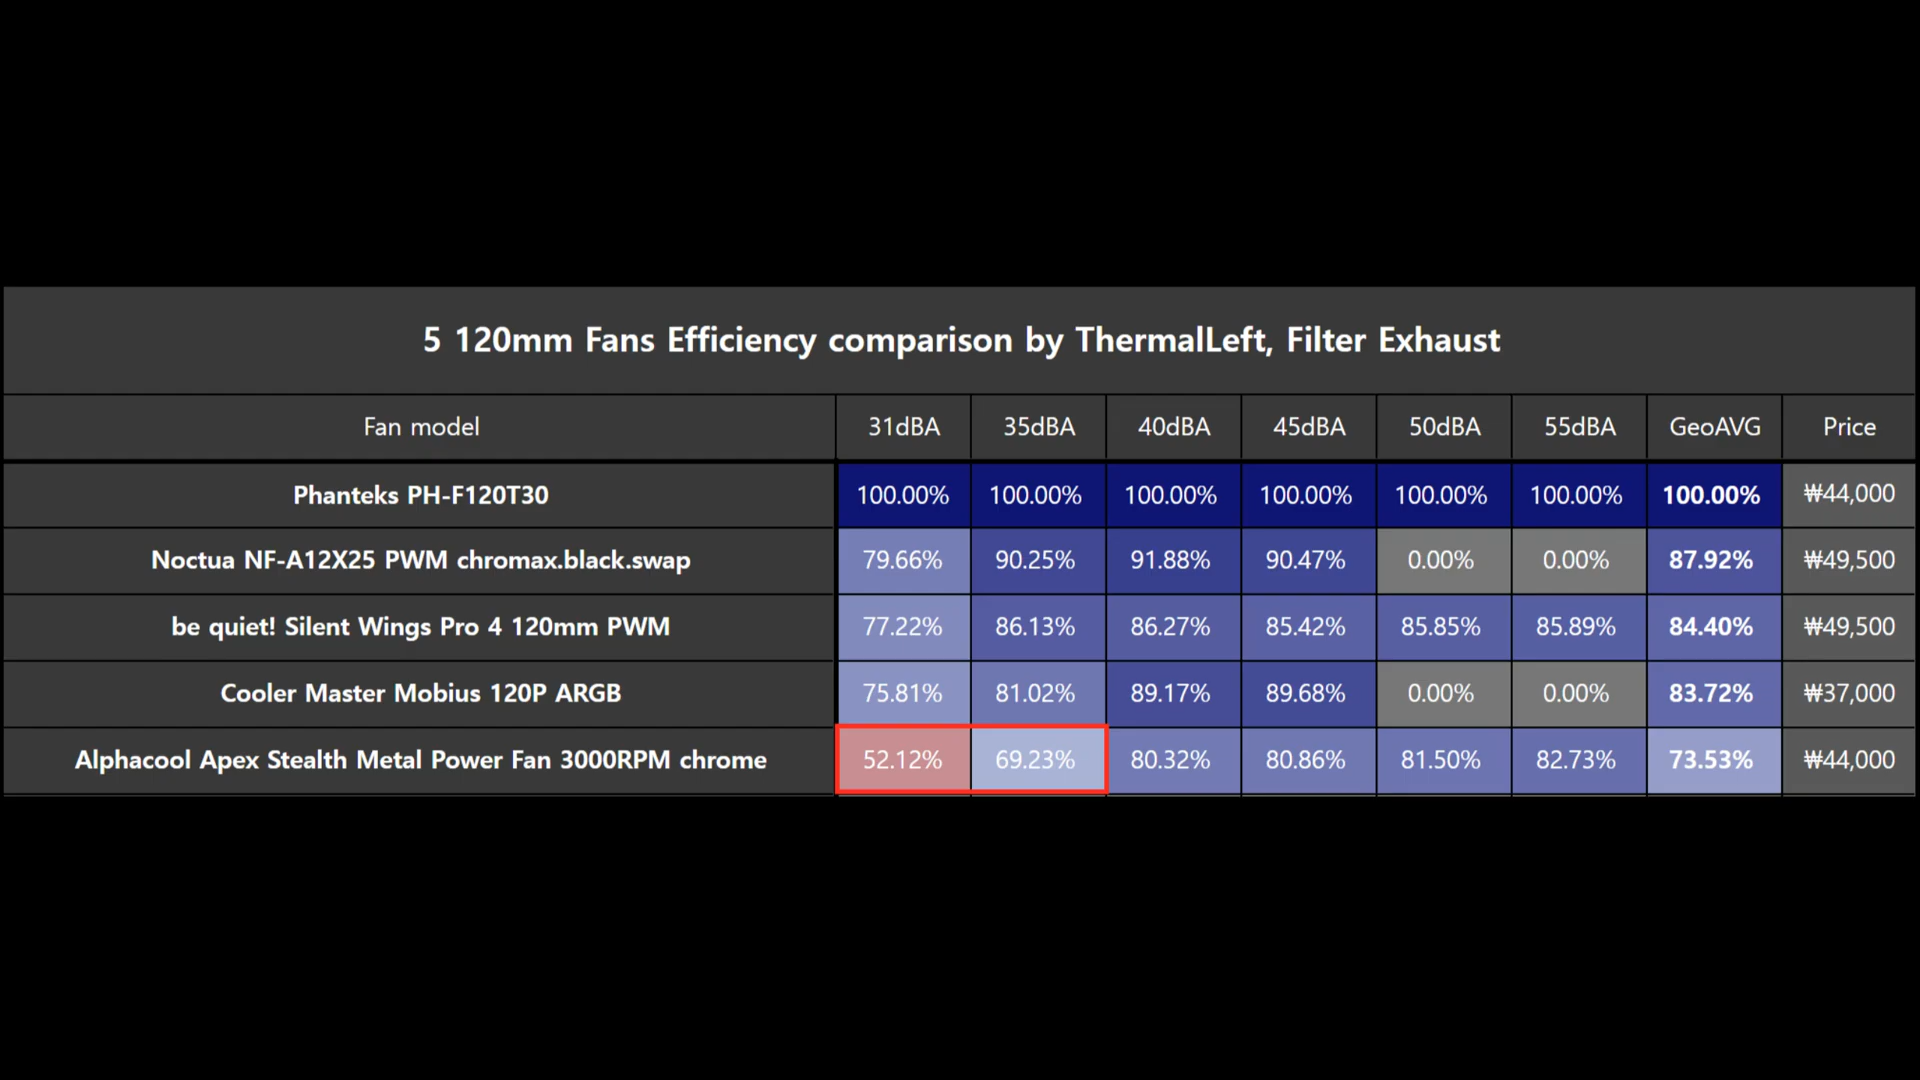 5 120mm Fans Efficiency comparison by ThermalLeft, Filter Exhaust
Fan model 31dBA 35dBA 40dBA 45dBA 50dBA 55dBA GeoAVG Price
Phanteks PH-F120T30 100.00% 100.00% 100.00% 100.00% 100.00% 100.00% 100.00% ₩44,000
Noctua NF-A12X25 PWM chromax.black.swap 79.66% 90.25% 91.88% 90.47% 0.00% 0.00% 87.92% ₩49,500
be quiet! Silent Wings Pro 4 120mm PWM 77.22% 86.13% 86.27% 85.42% 85.85% 85.89% 84.40% ₩49,500
Cooler Master Mobius 120P ARGB 75.81% 81.02% 89.17% 89.68% 0.00% 0.00% 83.72% ₩37,000
Alphacool Apex Stealth Metal Power Fan 3000RPM chrome 52.12% 69.23% 80.32% 80.86% 81.50% 82.73% 73.53% ₩44,000